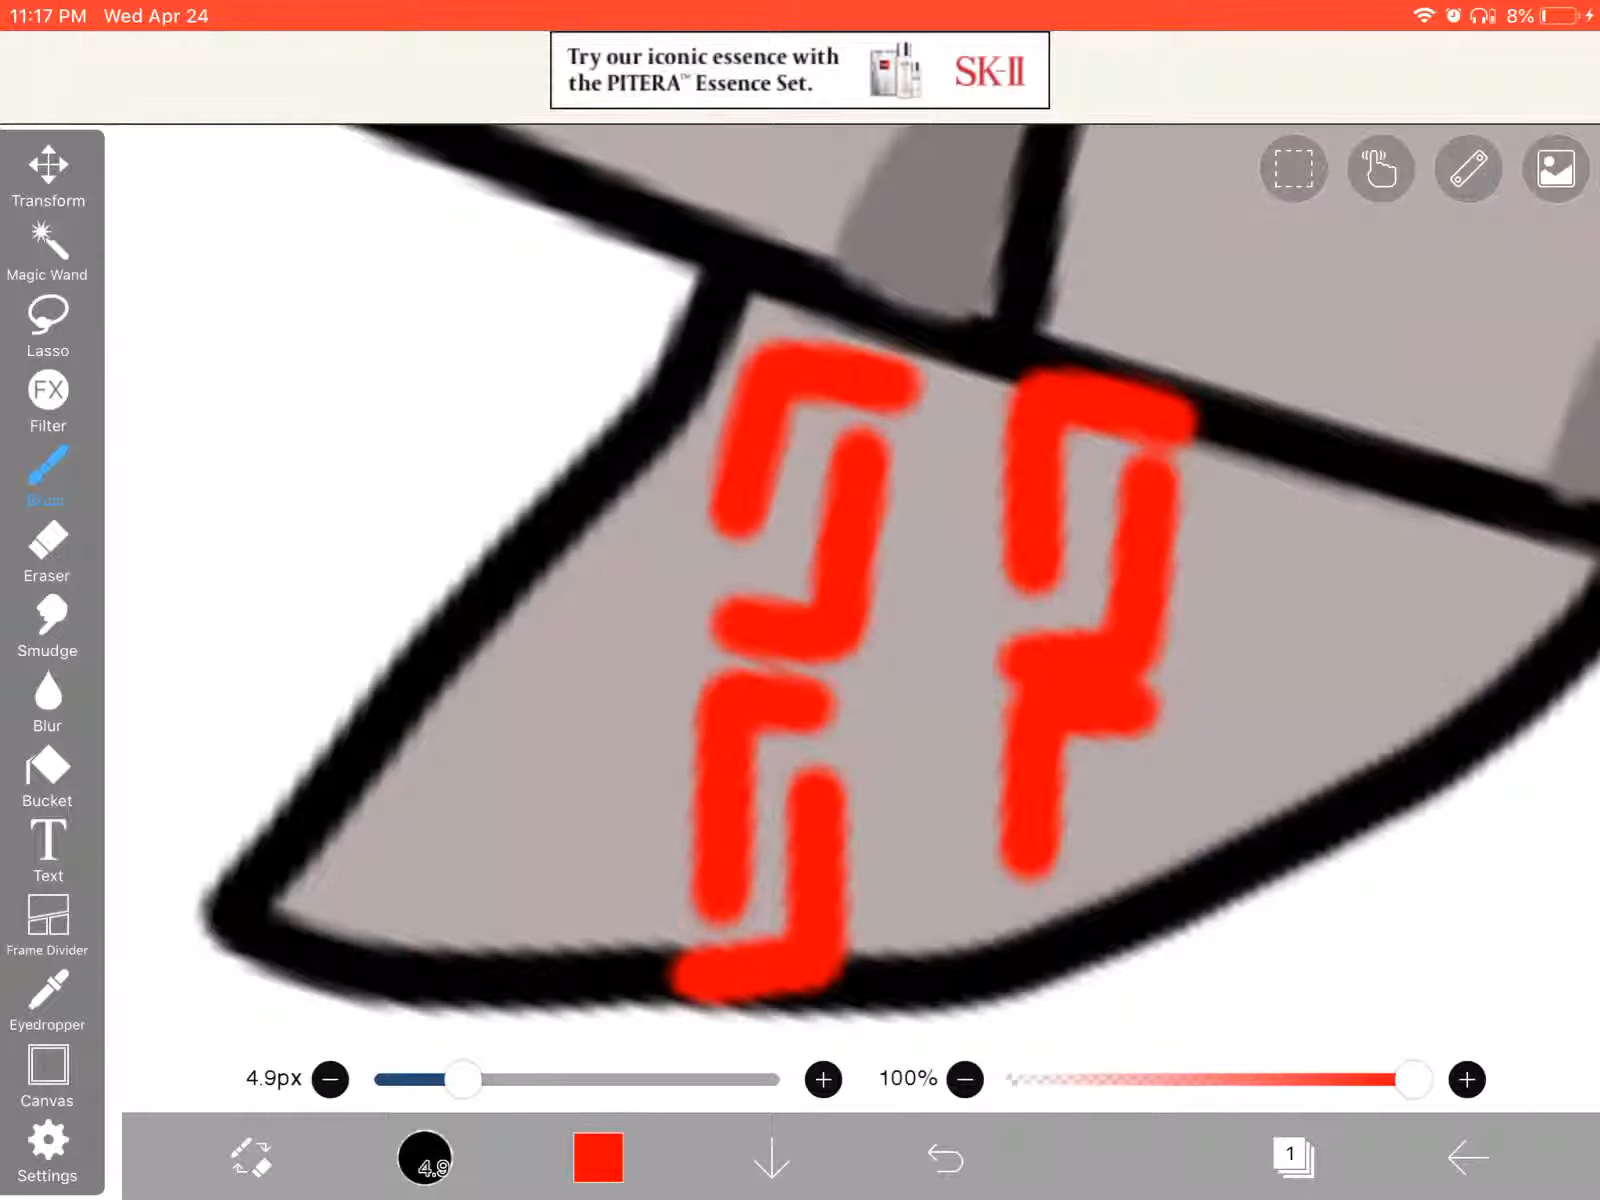 11:17 PM Wed Apr 24
8%
Try our iconic essence with
the PITERA™ Essence Set.
SK-II
Transform
Magic Wand
Lasso
FX
Filter
Brush
Eraser
Smudge
Blur
Bucket
T
Text
Frame Divider
Eyedropper
Canvas
Settings
4.9px
100%
4.9
1